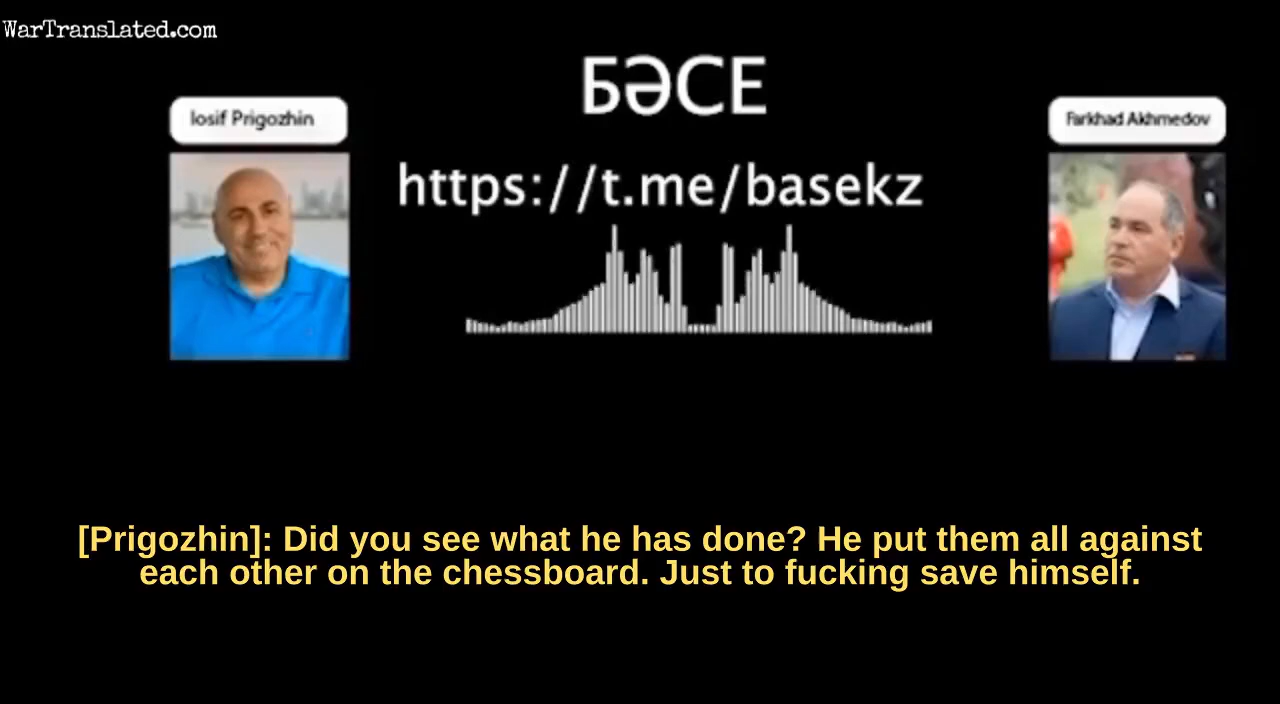 WarTranslated.com
БӘСЕ
Iosif Prigozhin
Farkhad Akhmedov
https://t.me/basekz
[Prigozhin]: Did you see what he has done? He put them all against
each other on the chessboard. Just to fucking save himself.